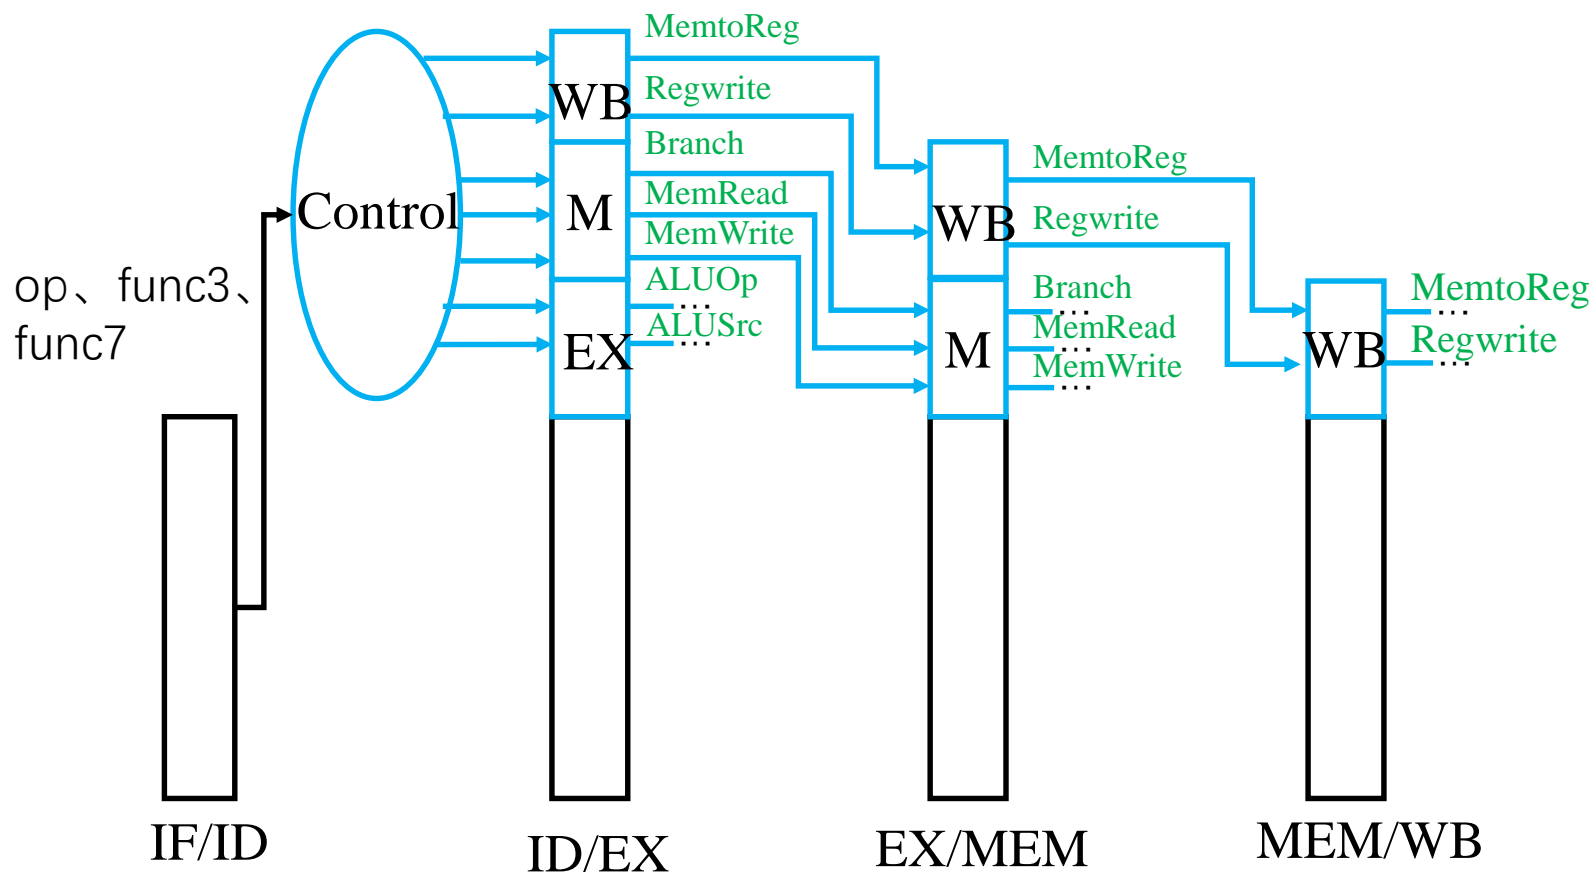 MemtoReg
Regwrite
WB
Branch
MemRead
M
MemWrite
ALUOp
ALUSrc
EX
Control
op、func3、
func7
MemtoReg
Regwrite
WB
Branch
MemRead
M
MemWrite
MemtoReg
Regwrite
WB
IF/ID
ID/EX
EX/MEM
MEM/WB